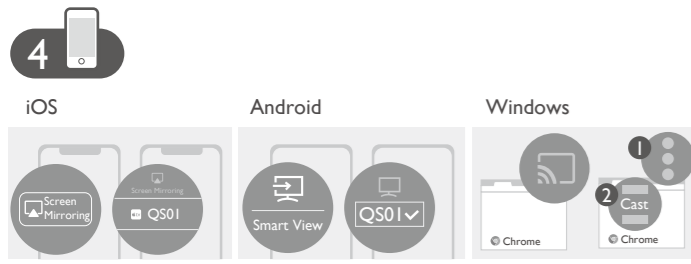 4
iOS
Android
Windows
Screen
Mirroring
Screen Mirroring
QS01
Smart View
QS01
1
2
Cast
Chrome
Chrome